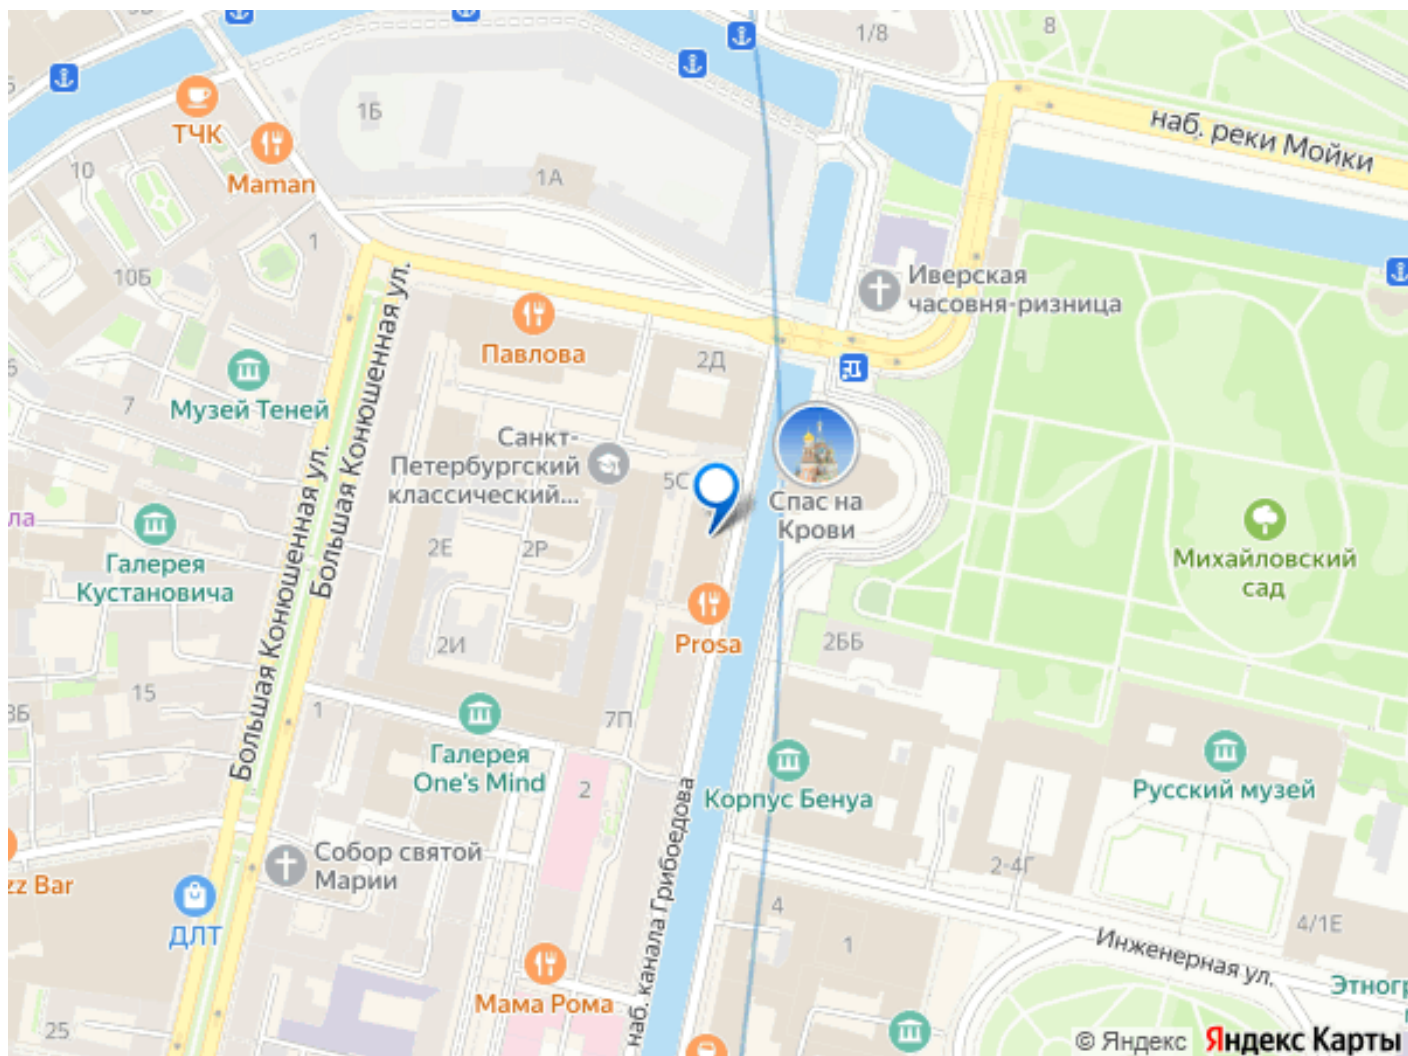 1/8
8
1Б
ТЧК
Maman
10
1А
наб. реки Мойки
1
10Б
Иверская
часовня-ризница
Большая Конюшенная ул.
Павлова
2Д
Музей Теней
7
Санкт-
Петербургский
классический...
5С
Спас на
Крови
Большая Конюшенная ул.
Галерея
Кустановича
2Е
2Р
Михайловский
сад
Prosa
2И
2ББ
15
1
7П
Галерея
One's Mind
2
Корпус Бенуа
Русский музей
наб. канала Грибоедова
Собор святой
Марии
zz Bar
ДЛТ
2-4Г
4
1
4/1Е
Инженерная ул.
Мама Рома
Этногр
25
© Яндекс Яндекс Карты